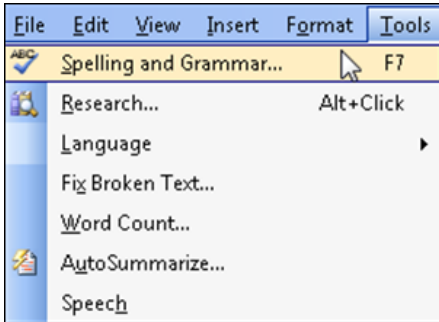 File Edit View Insert Format Tools
ABC Spelling and Grammar... F7
Research... Alt+Click
Language
Fix Broken Text...
Word Count...
AutoSummarize...
Speech